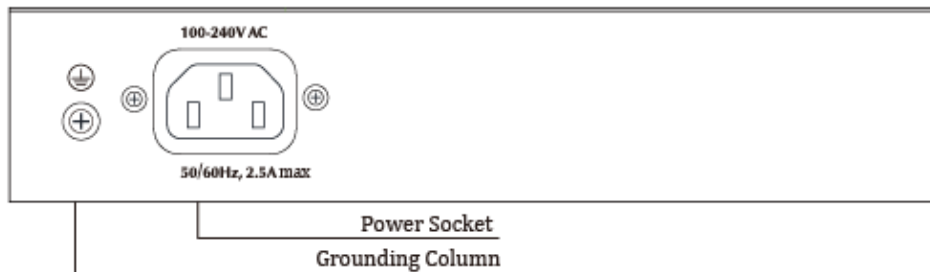 100-240V AC
50/60Hz, 2.5A max
Power Socket
Grounding Column